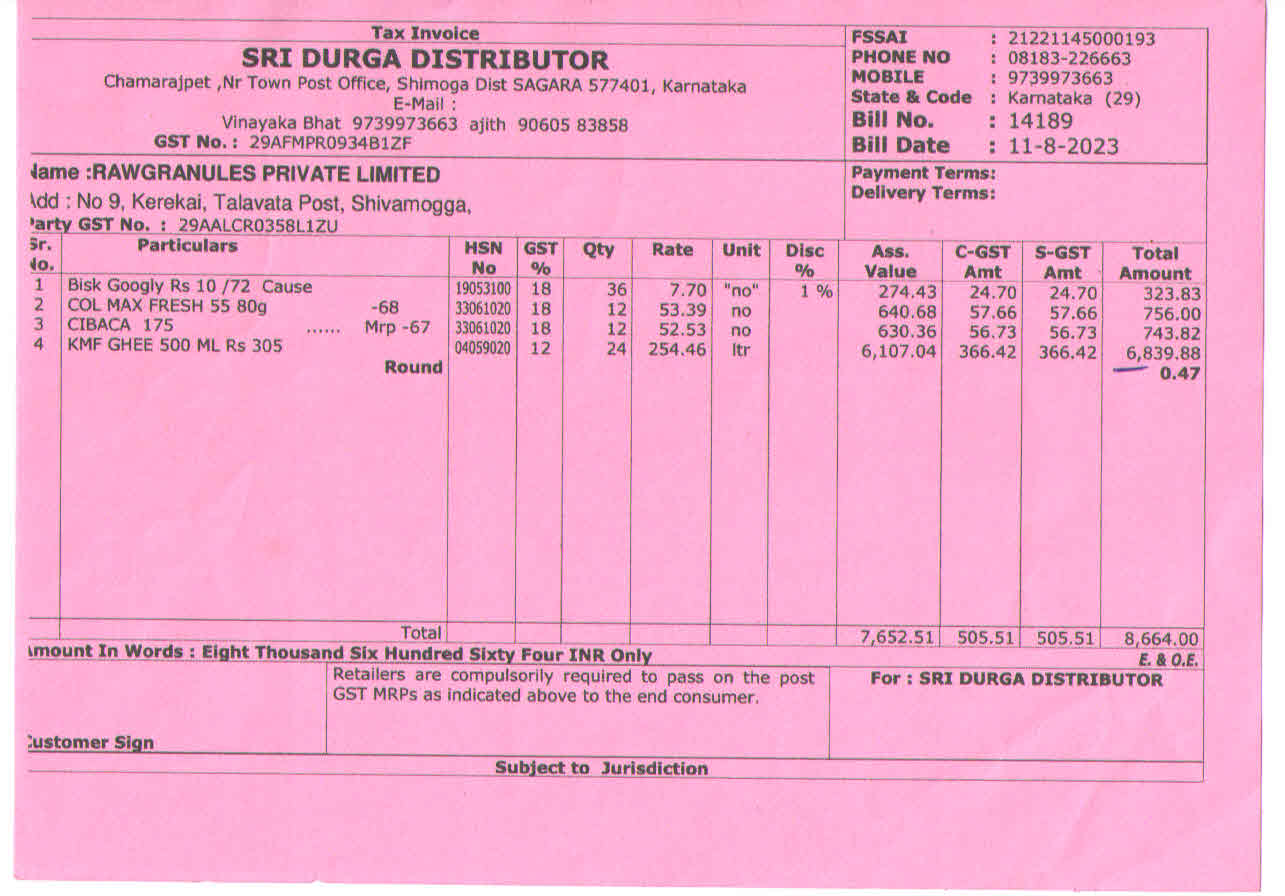 Tax Invoice
SRI DURGA DISTRIBUTOR
Chamarajpet ,Nr Town Post Office, Shimoga Dist SAGARA 577401, Karnataka
E-Mail :
Vinayaka Bhat 9739973663 ajith 90605 83858
GST No. : 29AFMPR0934B1ZF
FSSAI : 21221145000193
PHONE NO : 08183-226663
MOBILE : 9739973663
State & Code : Karnataka (29)
Bill No. : 14189
Bill Date : 11-8-2023
Name :RAWGRANULES PRIVATE LIMITED
Add : No 9, Kerekai, Talavata Post, Shivamogga,
Party GST No. : 29AALCR0358L1ZU
Payment Terms:
Delivery Terms:
Sr. Particulars HSN GST Qty Rate Unit Disc Ass. C-GST S-GST Total
No. No % % Value Amt Amt Amount
1 Bisk Googly Rs 10 /72 Cause 19053100 18 36 7.70 "no" 1 % 274.43 24.70 24.70 323.83
2 COL MAX FRESH 55 80g -68 33061020 18 12 53.39 no 640.68 57.66 57.66 756.00
3 CIBACA 175 ...... Mrp -67 33061020 18 12 52.53 no 630.36 56.73 56.73 743.82
4 KMF GHEE 500 ML Rs 305 04059020 12 24 254.46 ltr 6,107.04 366.42 366.42 6,839.88
Round 0.47
Total 7,652.51 505.51 505.51 8,664.00
Amount In Words : Eight Thousand Six Hundred Sixty Four INR Only
E. & O.E.
Retailers are compulsorily required to pass on the post
GST MRPs as indicated above to the end consumer.
For : SRI DURGA DISTRIBUTOR
Customer Sign
Subject to Jurisdiction